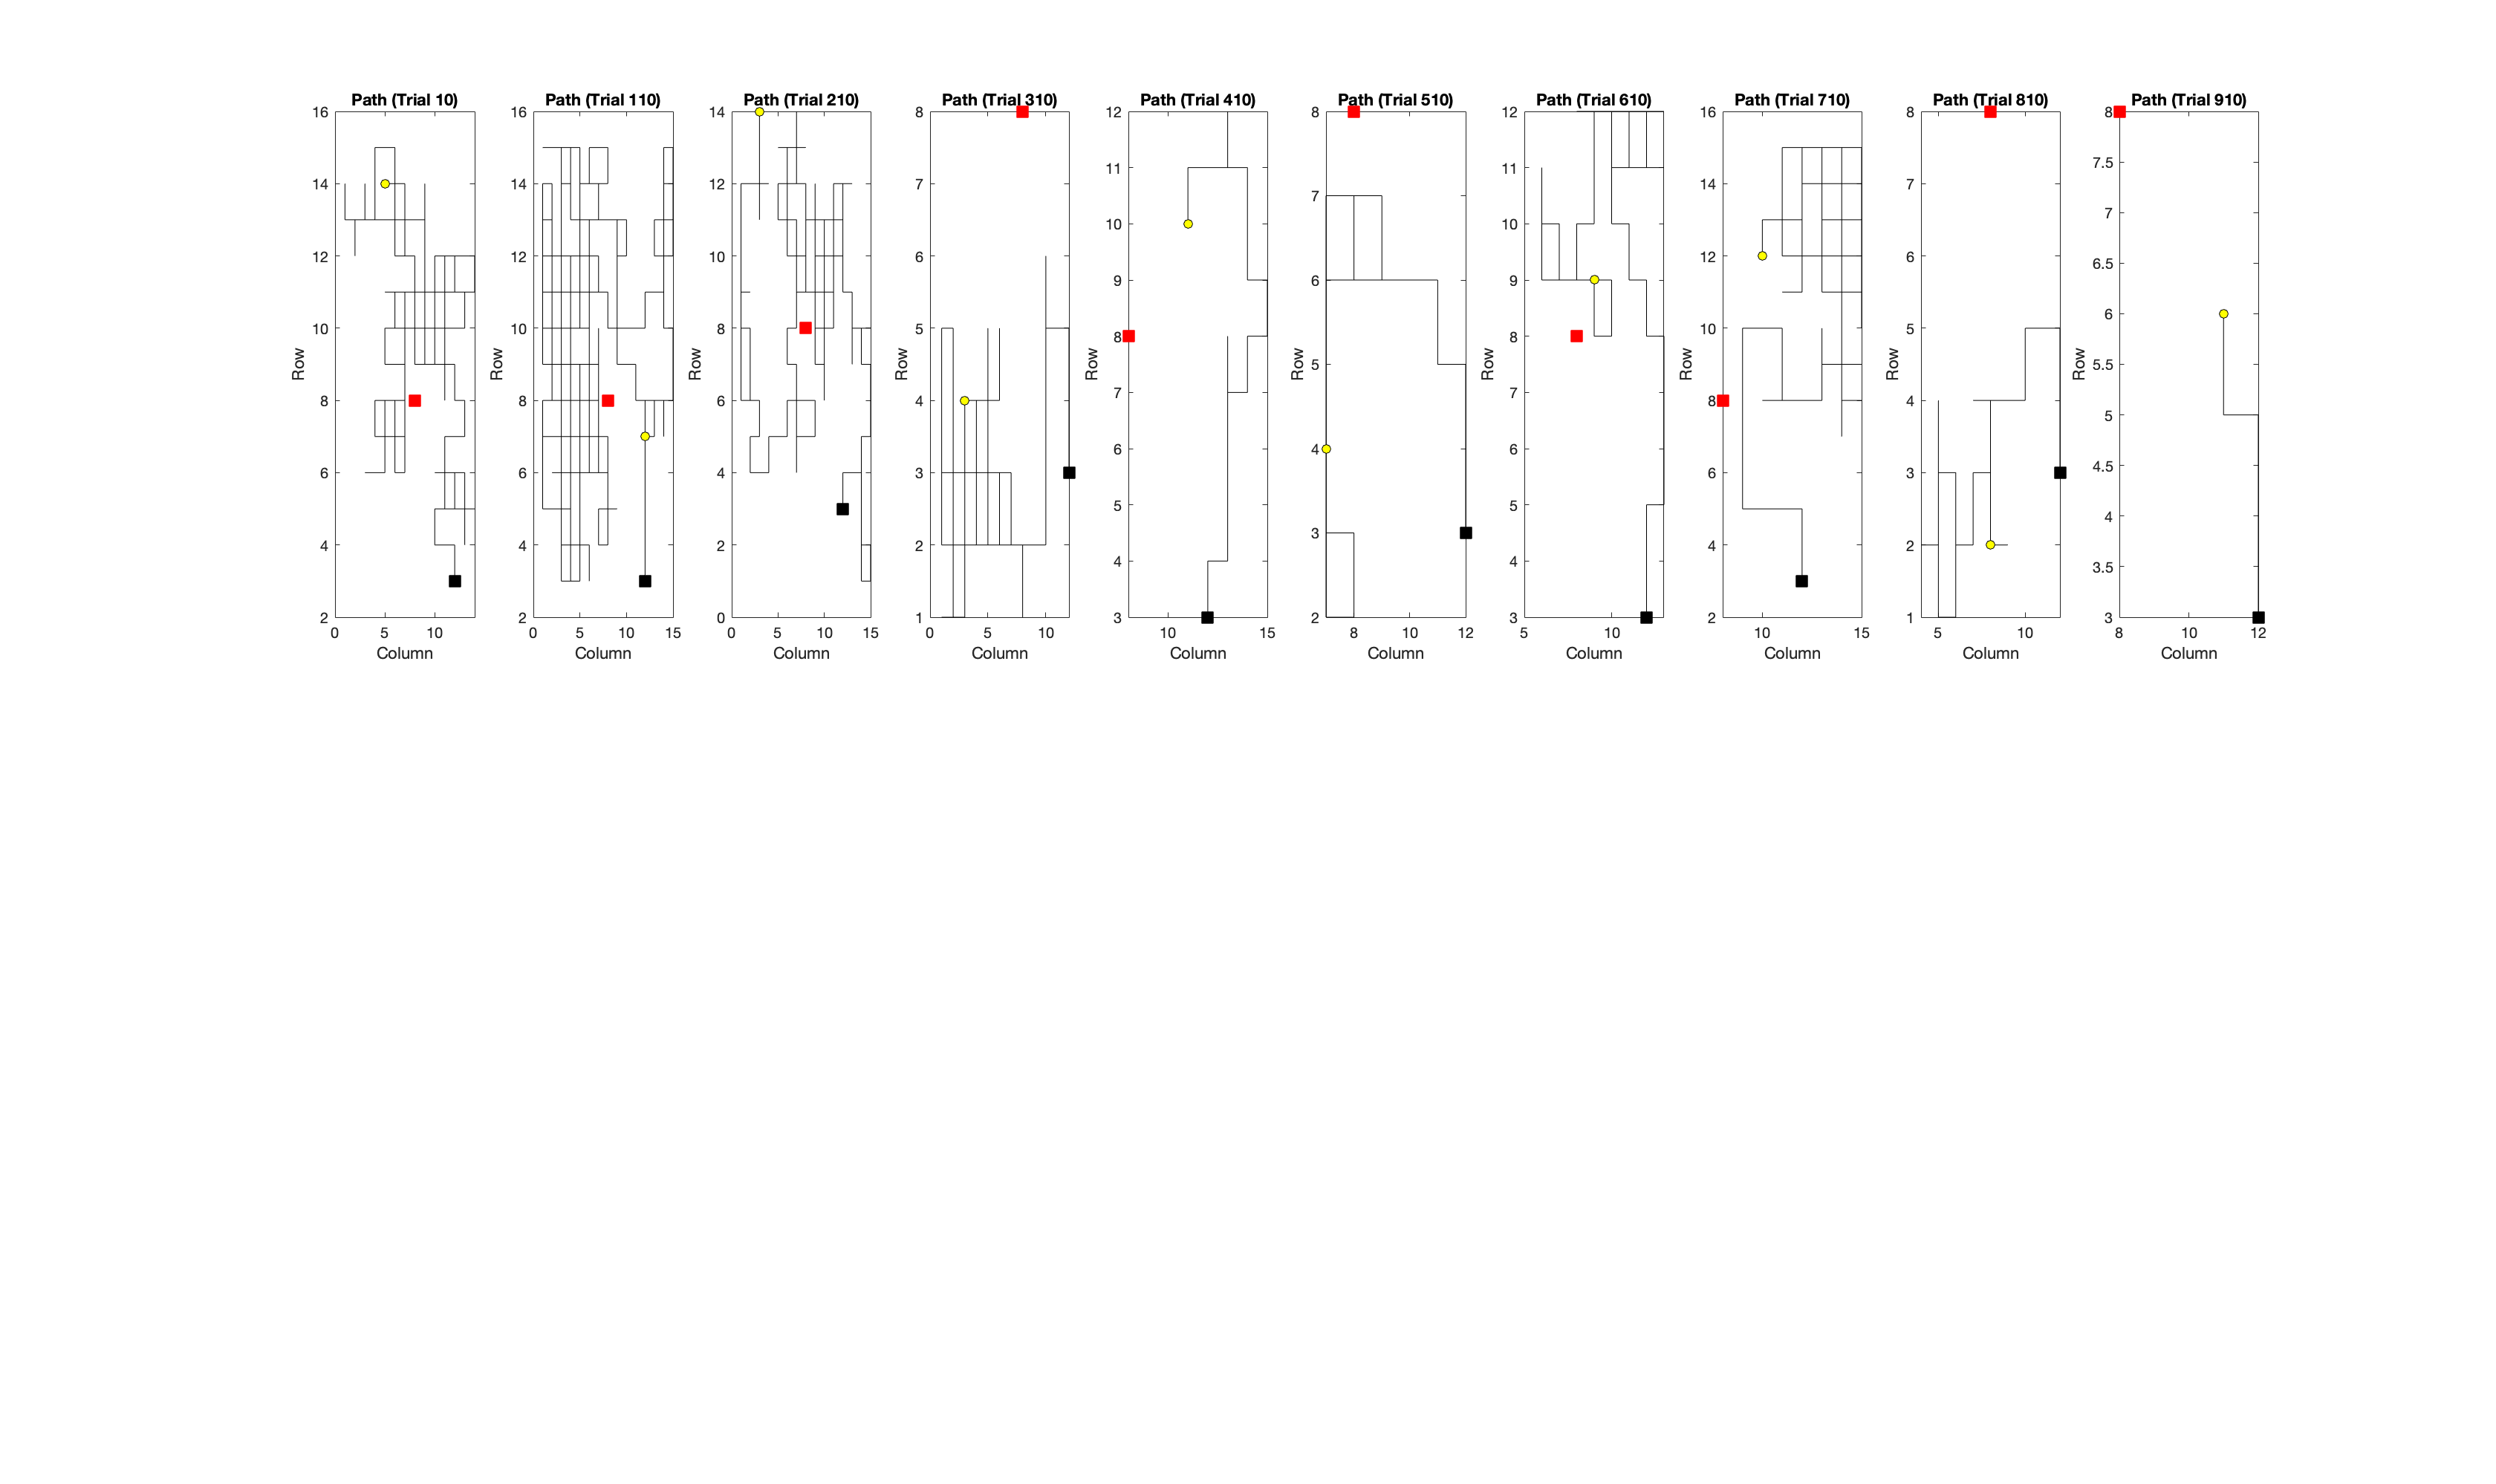 Path (Trial 10)
16
14
12
10
8
6
4
2
0 5 10
Row
Column
Path (Trial 110)
16
14
12
10
8
6
4
2
0 5 10 15
Row
Column
Path (Trial 210)
14
12
10
8
6
4
2
0
0 5 10 15
Row
Column
Path (Trial 310)
8
7
6
5
4
3
2
1
0 5 10
Row
Column
Path (Trial 410)
12
11
10
9
8
7
6
5
4
3
10 15
Row
Column
Path (Trial 510)
8
7
6
5
4
3
2
8 10 12
Row
Column
Path (Trial 610)
12
11
10
9
8
7
6
5
4
3
5 10
Row
Column
Path (Trial 710)
16
14
12
10
8
6
4
2
10 15
Row
Column
Path (Trial 810)
8
7
6
5
4
3
2
1
5 10
Row
Column
Path (Trial 910)
8
7.5
7
6.5
6
5.5
5
4.5
4
3.5
3
8 10 12
Row
Column